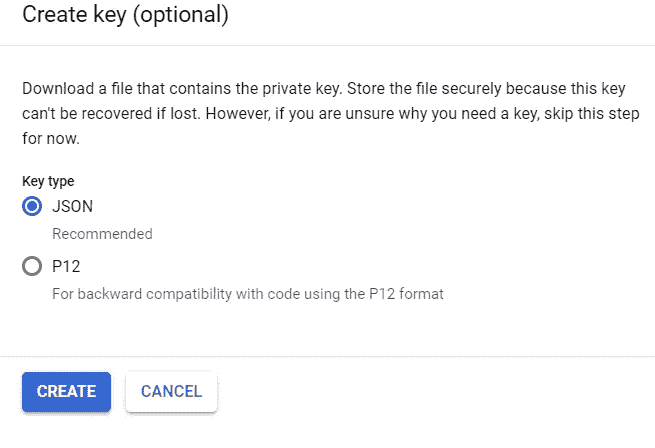 Create key (optional)
Download a file that contains the private key. Store the file securely because this key
can't be recovered if lost. However, if you are unsure why you need a key, skip this step
for now.
Key type
JSON
Recommended
P12
For backward compatibility with code using the P12 format
CREATE CANCEL